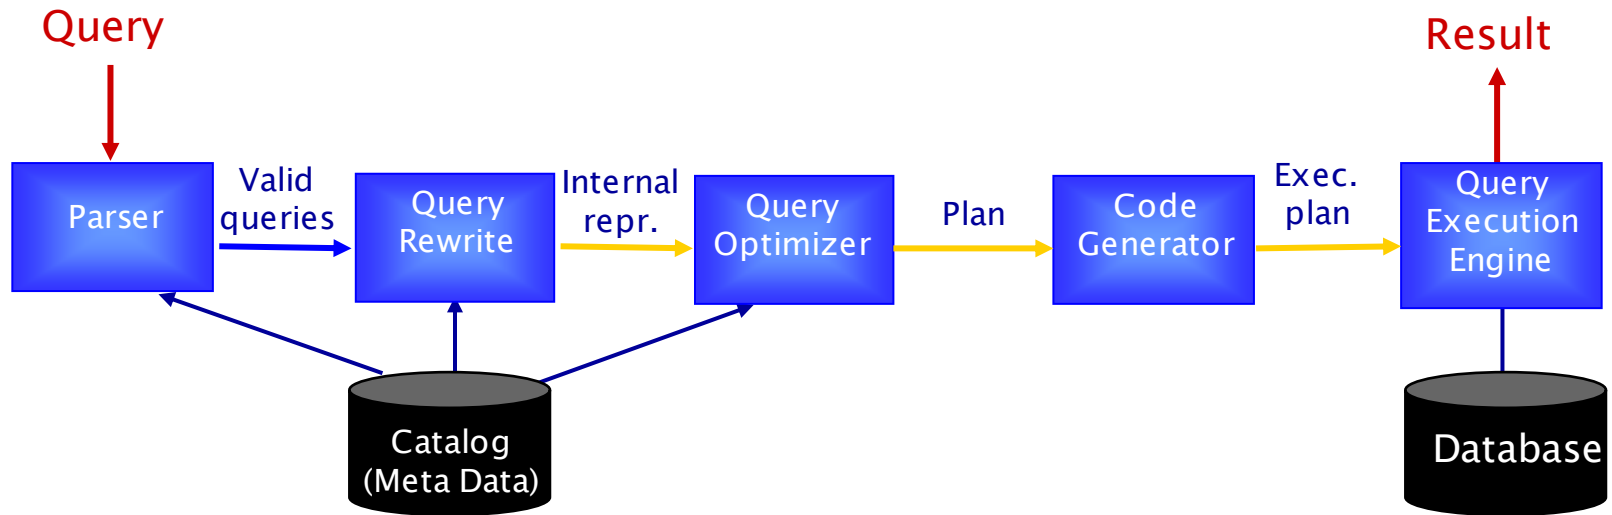 Query
Result
Parser
Valid
queries
Query
Rewrite
Internal
repr.
Query
Optimizer
Plan
Code
Generator
Exec.
plan
Query
Execution
Engine
Catalog
(Meta Data)
Database